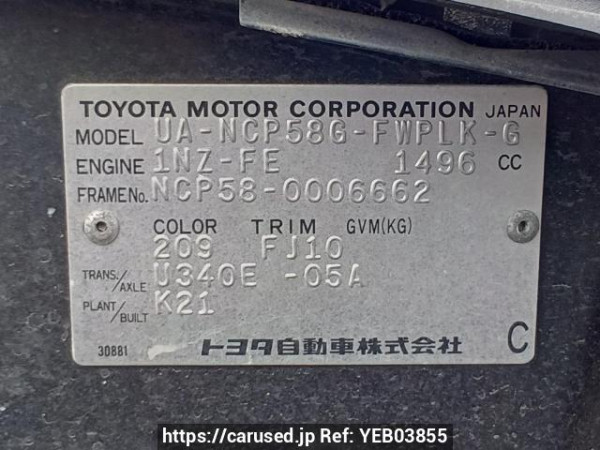 TOYOTA MOTOR CORPORATION JAPAN
MODEL UA-NCP58G-FWPLK-G
ENGINE 1NZ-FE 1496 CC
FRAME No. NCP58-0006662
COLOR TRIM GVM(KG)
209 FJ10
TRANS./AXLE U340E -05A
PLANT/BUILT K21
30881 トヨタ自動車株式会社 C
https://carused.jp Ref: YEB03855